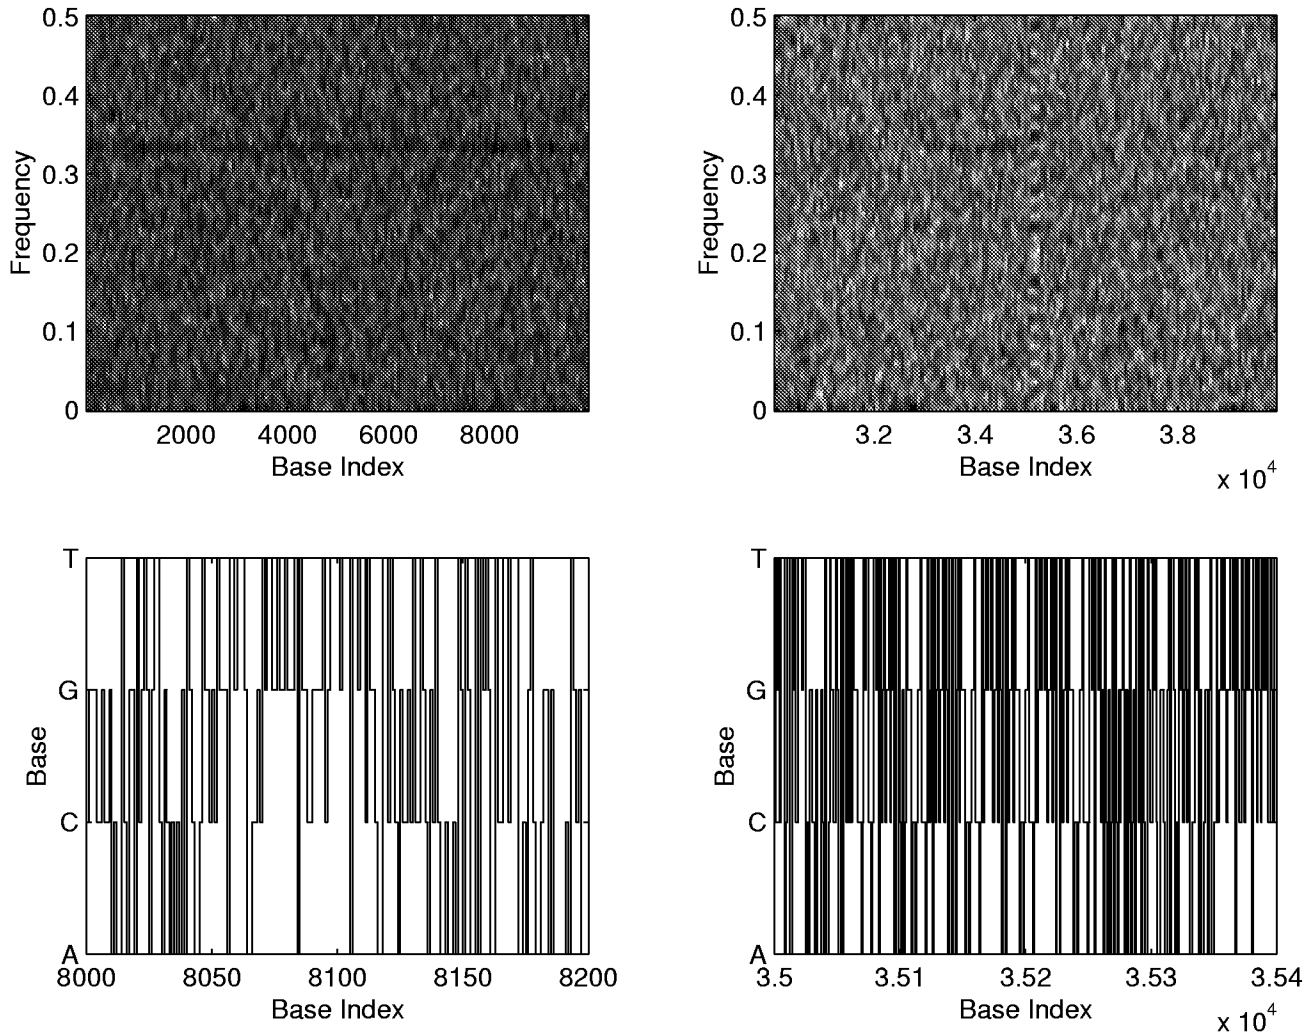 0.5
0.4
0.3
0.2
0.1
0
Frequency
2000 4000 6000 8000
Base Index
0.5
0.4
0.3
0.2
0.1
0
Frequency
3.2 3.4 3.6 3.8
Base Index
x 10^4
T
G
C
A
Base
8000 8050 8100 8150 8200
Base Index
T
G
C
A
Base
3.5 3.51 3.52 3.53 3.54
Base Index
x 10^4